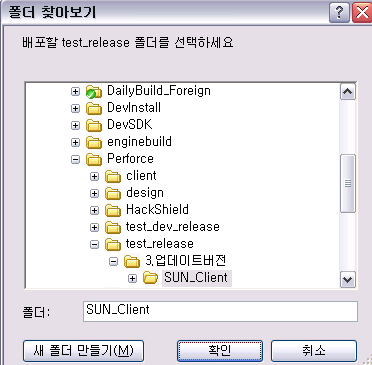 폴더 찾아보기
배포할 test_release 폴더를 선택하세요
DailyBuild_Foreign
DevInstall
DevSDK
enginebuild
Perforce
client
design
HackShield
test_dev_release
test_release
3.업데이트버전
SUN_Client
폴더: SUN_Client
새 폴더 만들기(M) 확인 취소